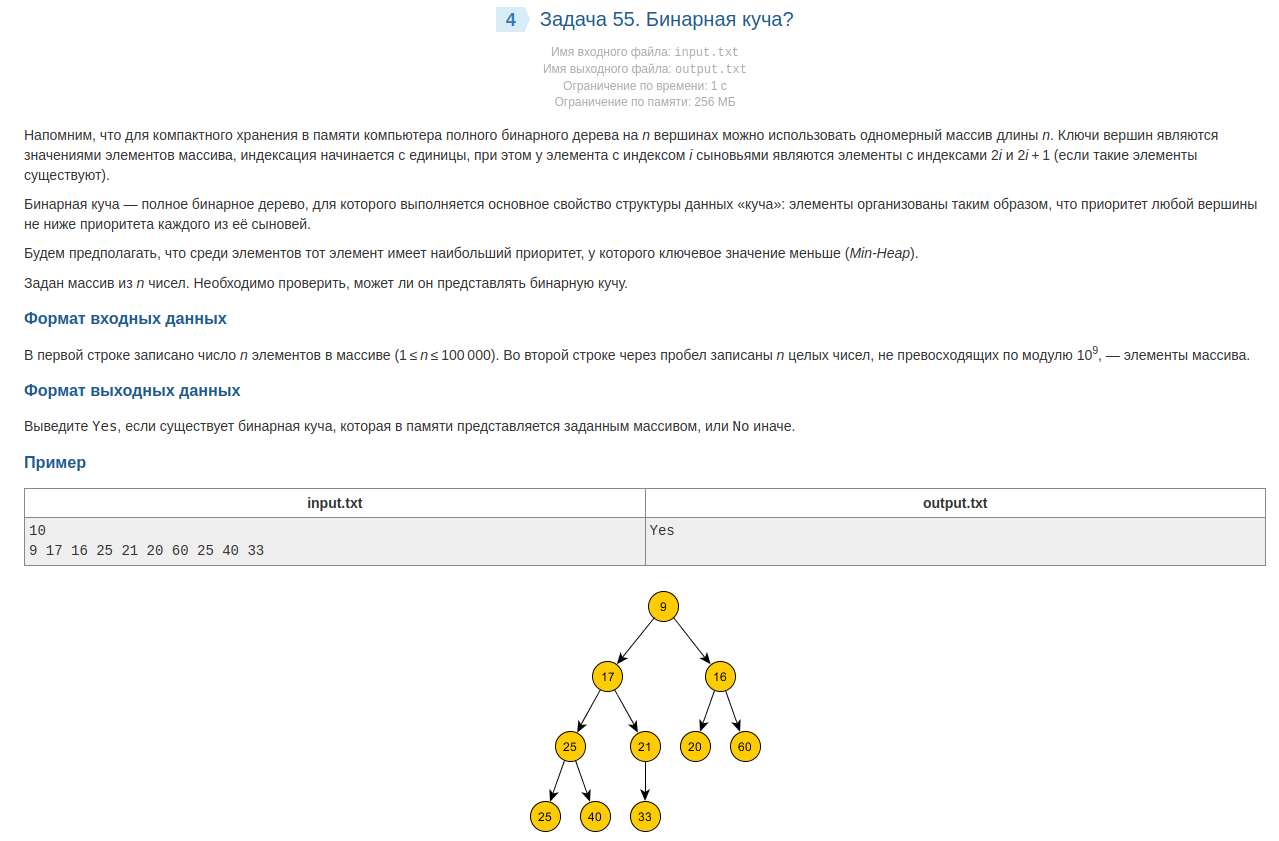 4 Задача 55. Бинарная куча?
Имя входного файла: input.txt
Имя выходного файла: output.txt
Ограничение по времени: 1 с
Ограничение по памяти: 256 МБ
Напомним, что для компактного хранения в памяти компьютера полного бинарного дерева на n вершинах можно использовать одномерный массив длины n. Ключи вершин являются
значениями элементов массива, индексация начинается с единицы, при этом у элемента с индексом i сыновьями являются элементы с индексами 2i и 2i + 1 (если такие элементы
существуют).
Бинарная куча — полное бинарное дерево, для которого выполняется основное свойство структуры данных «куча»: элементы организованы таким образом, что приоритет любой вершины
не ниже приоритета каждого из её сыновей.
Будем предполагать, что среди элементов тот элемент имеет наибольший приоритет, у которого ключевое значение меньше (Min-Heap).
Задан массив из n чисел. Необходимо проверить, может ли он представлять бинарную кучу.
Формат входных данных
В первой строке записано число n элементов в массиве (1 ≤ n ≤ 100 000). Во второй строке через пробел записаны n целых чисел, не превосходящих по модулю 10⁹, — элементы массива.
Формат выходных данных
Выведите Yes, если существует бинарная куча, которая в памяти представляется заданным массивом, или No иначе.
Пример
input.txt output.txt
10 Yes
9 17 16 25 21 20 60 25 40 33
9
17 16
25 21 20 60
25 40 33